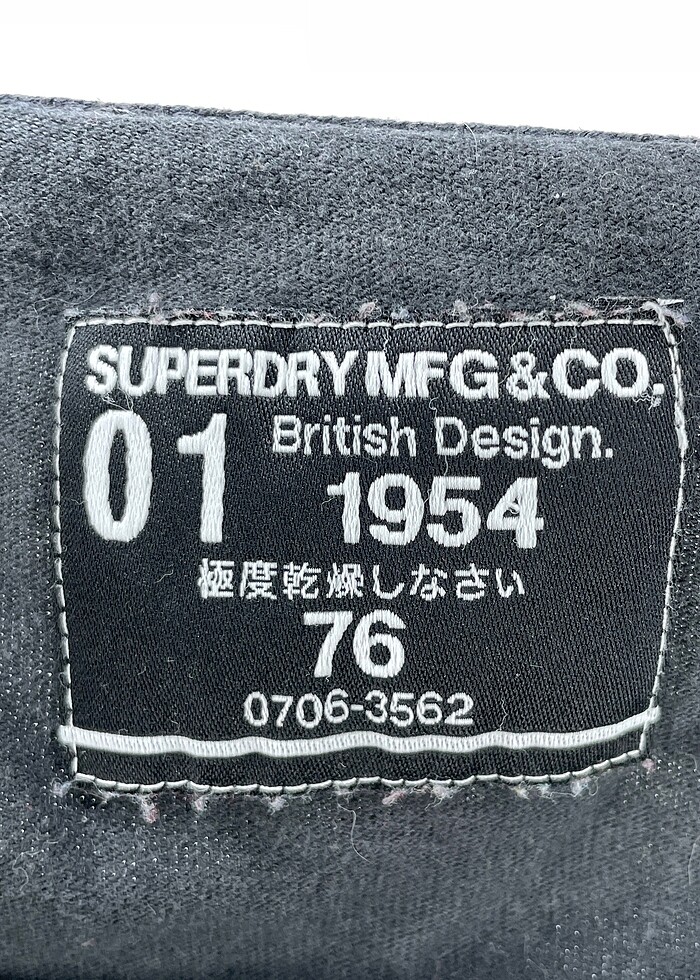 SUPERDRY MFG & CO.
01 British Design.
1954
極度乾燥しなさい
76
0706-3562